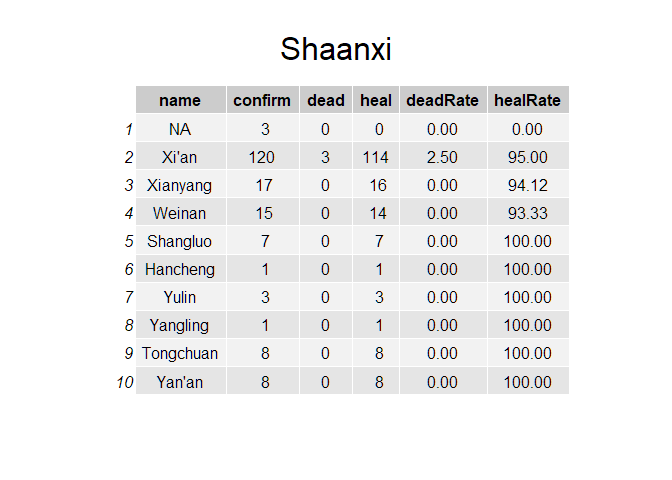 Shaanxi
name confirm dead heal deadRate healRate
1 NA 3 0 0 0.00 0.00
2 Xi'an 120 3 114 2.50 95.00
3 Xianyang 17 0 16 0.00 94.12
4 Weinan 15 0 14 0.00 93.33
5 Shangluo 7 0 7 0.00 100.00
6 Hancheng 1 0 1 0.00 100.00
7 Yulin 3 0 3 0.00 100.00
8 Yangling 1 0 1 0.00 100.00
9 Tongchuan 8 0 8 0.00 100.00
10 Yan'an 8 0 8 0.00 100.00